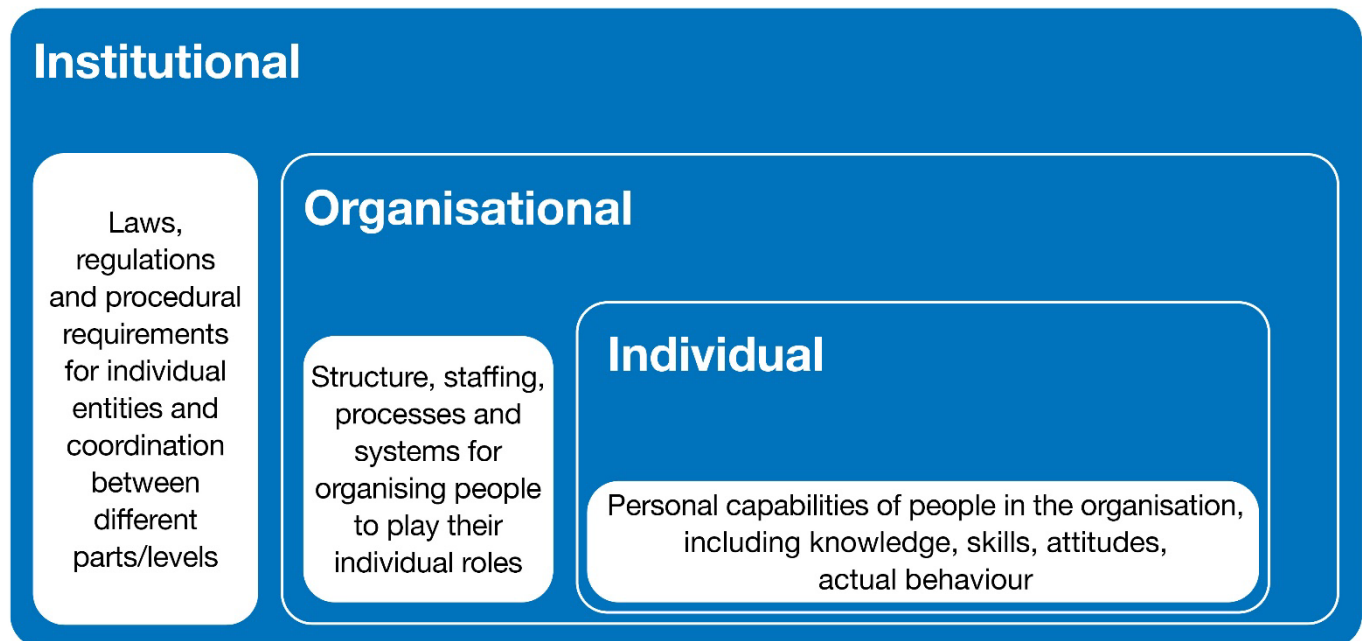 Institutional
Laws,
regulations
and procedural
requirements
for individual
entities and
coordination
between
different
parts/levels
Organisational
Structure, staffing,
processes and
systems for
organising people
to play their
individual roles
Individual
Personal capabilities of people in the organisation,
including knowledge, skills, attitudes,
actual behaviour